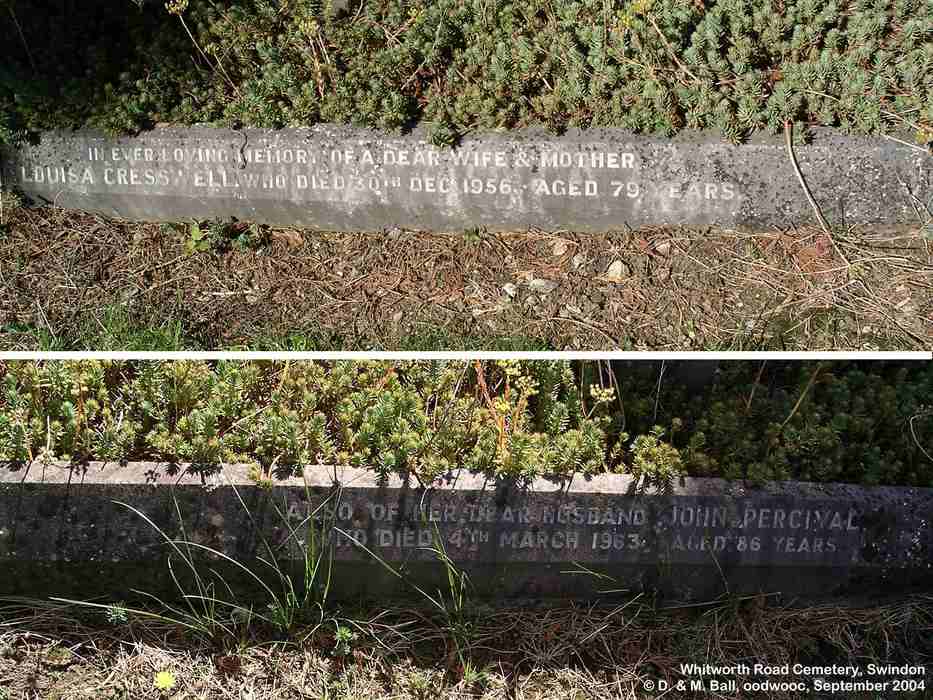 IN EVER LOVING MEMORY OF A DEAR WIFE & MOTHER
LOUISA CRESSWELL, WHO DIED 30TH DEC. 1956. AGED 79 YEARS.
ALSO OF HER DEAR HUSBAND JOHN PERCIVAL
WHO DIED 4TH MARCH 1963. AGED 86 YEARS
Whitworth Road Cemetery, Swindon
© D. & M. Ball, oodwooc, September 2004